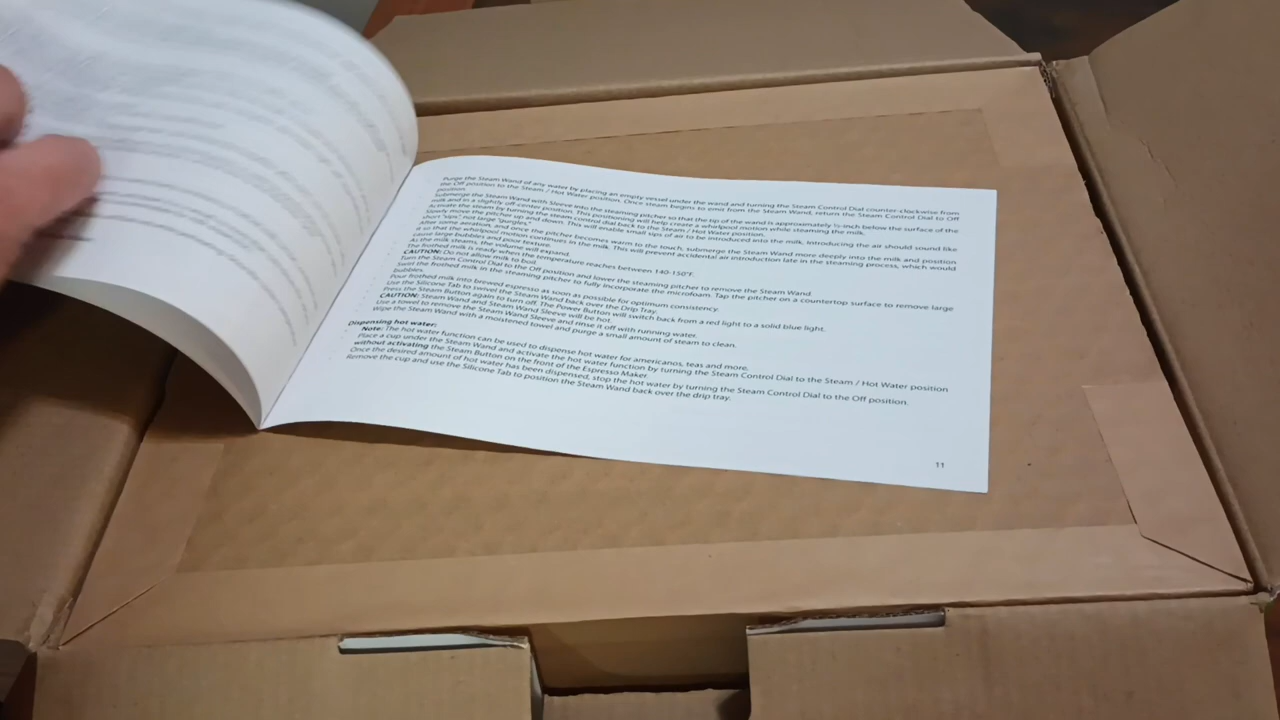 Purge the Steam Wand of any water by placing an empty vessel under the wand and turning the Steam Control Dial counter-clockwise from
the Off position to the Steam / Hot Water position. Once steam begins to emit from the Steam Wand, return the Steam Control Dial to Off
position.
Submerge the Steam Wand with Sleeve into the steaming pitcher so that the tip of the wand is approximately ½-inch below the surface of the
milk and in a slightly off-center position. This positioning will help create a whirlpool motion while steaming the milk.
Activate the steam by turning the steam control dial back to the Steam / Hot Water position.
Slowly move the pitcher up and down. This will enable small sips of air to be introduced into the milk. Introducing the air should sound like
short "sips" not large "gurgles."
After some aeration, and once the pitcher becomes warm to the touch, submerge the Steam Wand more deeply into the milk and position
it so that the whirlpool motion continues in the milk. This will prevent accidental air introduction late in the steaming process, which would
cause large bubbles and poor texture.
As the milk steams, the volume will expand.
The frothed milk is ready when the temperature reaches between 140-150°F.
CAUTION: Do not allow milk to boil.
Turn the Steam Control Dial to the Off position and lower the steaming pitcher to remove the Steam Wand.
Swirl the frothed milk in the steaming pitcher to fully incorporate the microfoam. Tap the pitcher on a countertop surface to remove large
bubbles.
Pour frothed milk into brewed espresso as soon as possible for optimum consistency.
Use the Silicone Tab to swivel the Steam Wand back over the Drip Tray.
Press the Steam Button again to turn off. The Power Button will switch back from a red light to a solid blue light.
CAUTION: Steam Wand and Steam Wand Sleeve will be hot.
Use a towel to remove the Steam Wand Sleeve and rinse it off with running water.
Wipe the Steam Wand with a moistened towel and purge a small amount of steam to clean.
Dispensing hot water:
Note: The hot water function can be used to dispense hot water for americanos, teas and more.
Place a cup under the Steam Wand and activate the hot water function by turning the Steam Control Dial to the Steam / Hot Water position
without activating the Steam Button on the front of the Espresso Maker.
Once the desired amount of hot water has been dispensed, stop the hot water by turning the Steam Control Dial to the Off position.
Remove the cup and use the Silicone Tab to position the Steam Wand back over the drip tray.
11